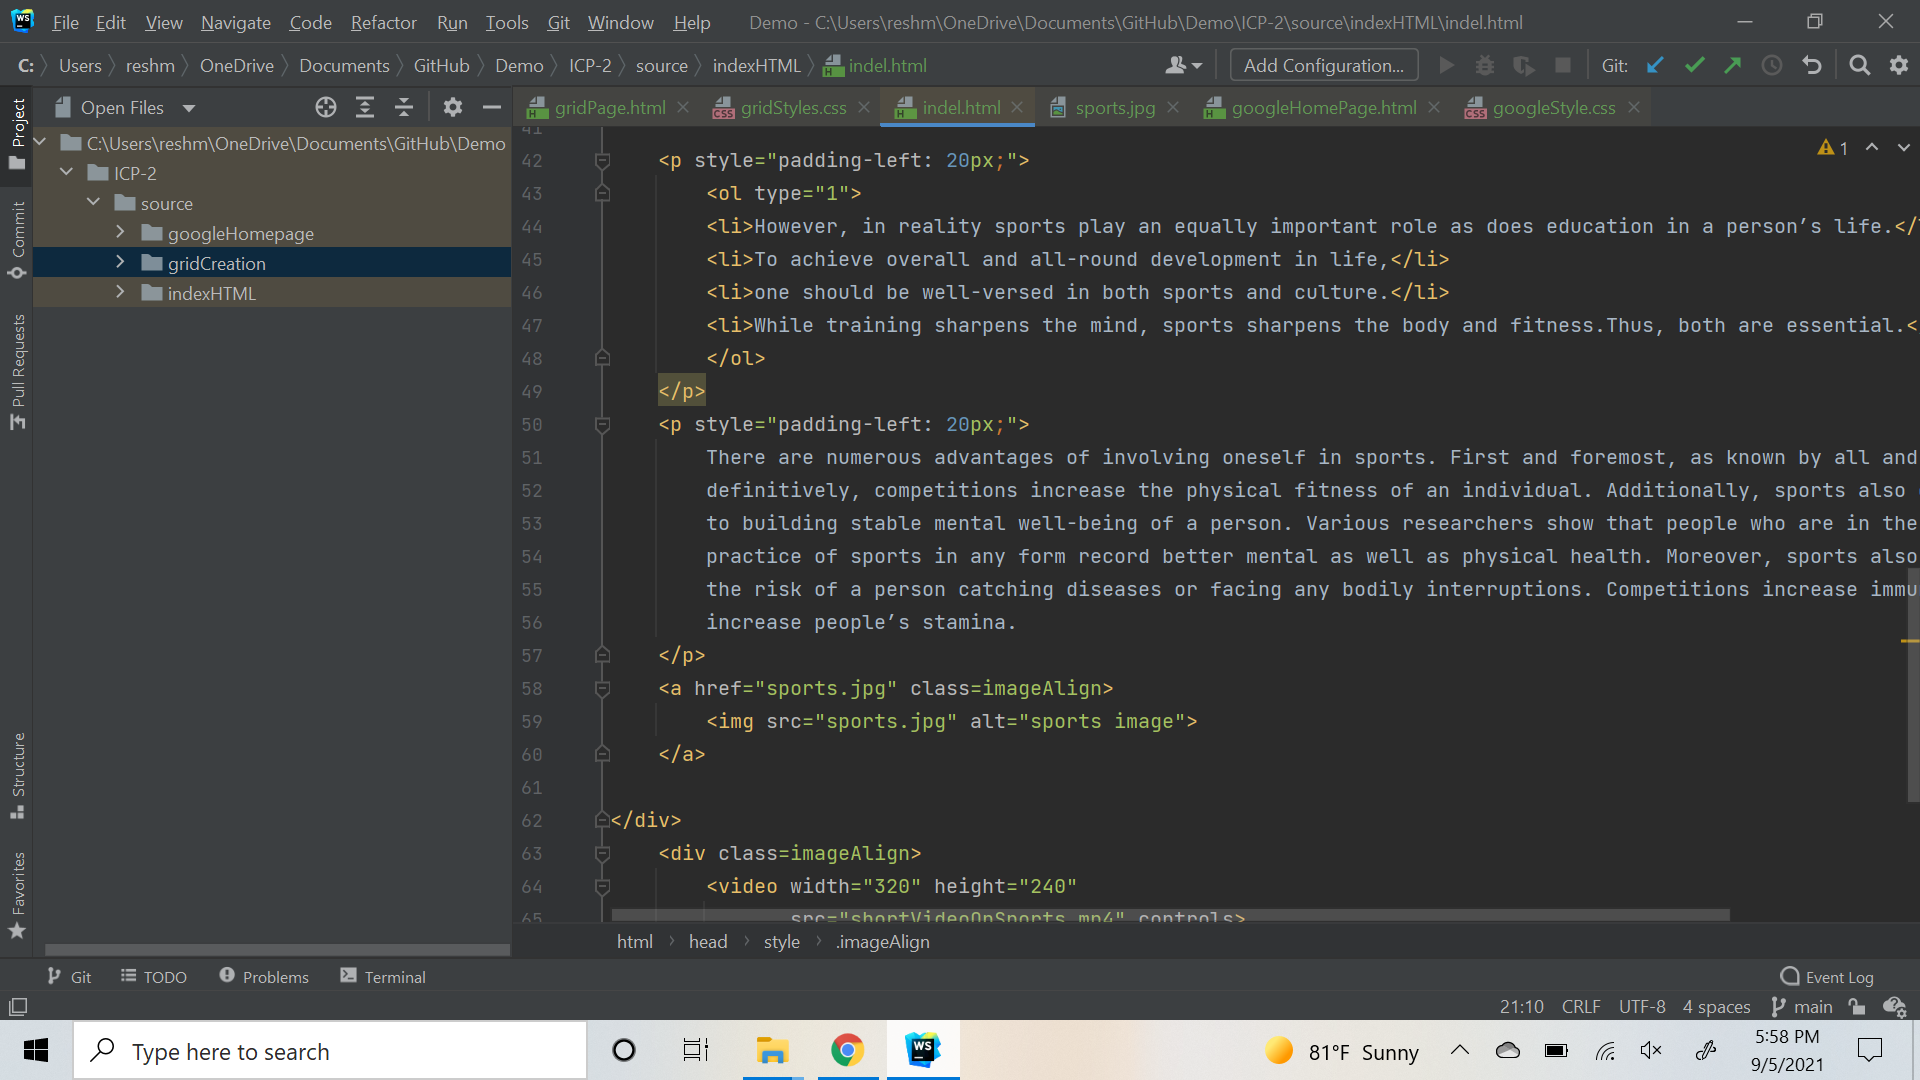 WS File Edit View Navigate Code Refactor Run Tools Git Window Help Demo - C:\Users\reshm\OneDrive\Documents\GitHub\Demo\ICP-2\source\indexHTML\indel.html
C: Users reshm OneDrive Documents GitHub Demo ICP-2 source indexHTML indel.html Add Configuration... Git:
Open Files
gridPage.html gridStyles.css indel.html sports.jpg googleHomePage.html googleStyle.css
Project
Commit
Pull Requests
Structure
Favorites
C:\Users\reshm\OneDrive\Documents\GitHub\Demo
ICP-2
source
googleHomepage
gridCreation
indexHTML
1
41
42 <p style="padding-left: 20px;">
43 <ol type="1">
44 <li>However, in reality sports play an equally important role as does education in a person’s life.</
45 <li>To achieve overall and all-round development in life,</li>
46 <li>one should be well-versed in both sports and culture.</li>
47 <li>While training sharpens the mind, sports sharpens the body and fitness.Thus, both are essential.<
48 </ol>
49 </p>
50 <p style="padding-left: 20px;">
51 There are numerous advantages of involving oneself in sports. First and foremost, as known by all and
52 definitively, competitions increase the physical fitness of an individual. Additionally, sports also
53 to building stable mental well-being of a person. Various researchers show that people who are in the
54 practice of sports in any form record better mental as well as physical health. Moreover, sports also
55 the risk of a person catching diseases or facing any bodily interruptions. Competitions increase immu
56 increase people’s stamina.
57 </p>
58 <a href="sports.jpg" class=imageAlign>
59 <img src="sports.jpg" alt="sports image">
60 </a>
61
62 </div>
63 <div class=imageAlign>
64 <video width="320" height="240"
65 src="shortVideoOnSports.mp4" controls>
html head style .imageAlign
Git TODO Problems Terminal Event Log
21:10 CRLF UTF-8 4 spaces main
Type here to search
WS
81°F Sunny
5:58 PM
9/5/2021